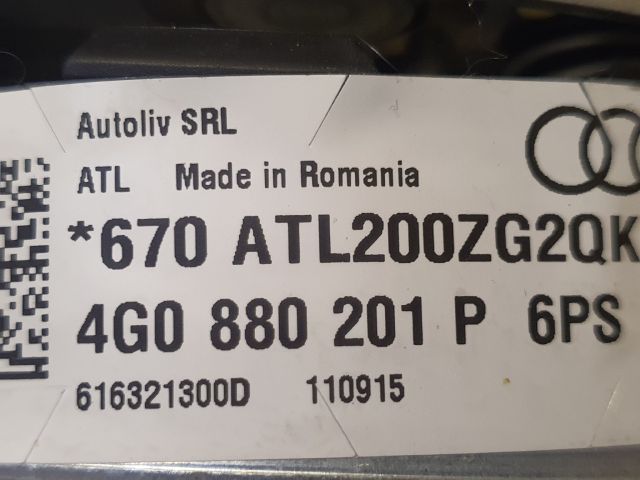 Autoliv SRL
ATL Made in Romania
*670 ATL200ZG2QK
4G0 880 201 P 6PS
616321300D 110915